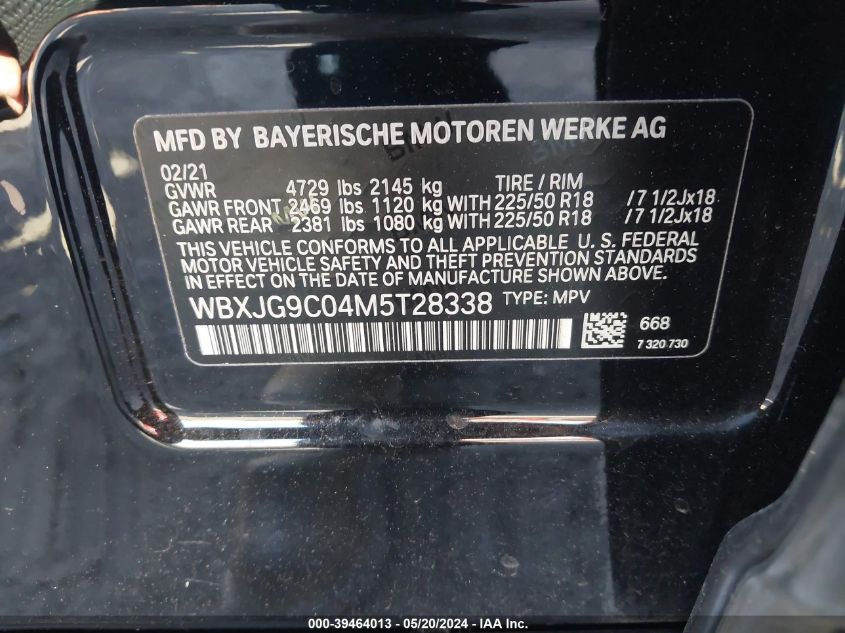 MFD BY BAYERISCHE MOTOREN WERKE AG
02/21
GVWR 4729 lbs 2145 kg TIRE / RIM
GAWR FRONT 2469 lbs 1120 kg WITH 225/50 R18 /7 1/2Jx18
GAWR REAR 2381 lbs 1080 kg WITH 225/50 R18 /7 1/2Jx18
THIS VEHICLE CONFORMS TO ALL APPLICABLE U. S. FEDERAL
MOTOR VEHICLE SAFETY AND THEFT PREVENTION STANDARDS
IN EFFECT ON THE DATE OF MANUFACTURE SHOWN ABOVE.
WBXJG9C04M5T28338 TYPE: MPV
668
7 320 730
000-39464013 - 05/20/2024 - IAA Inc.